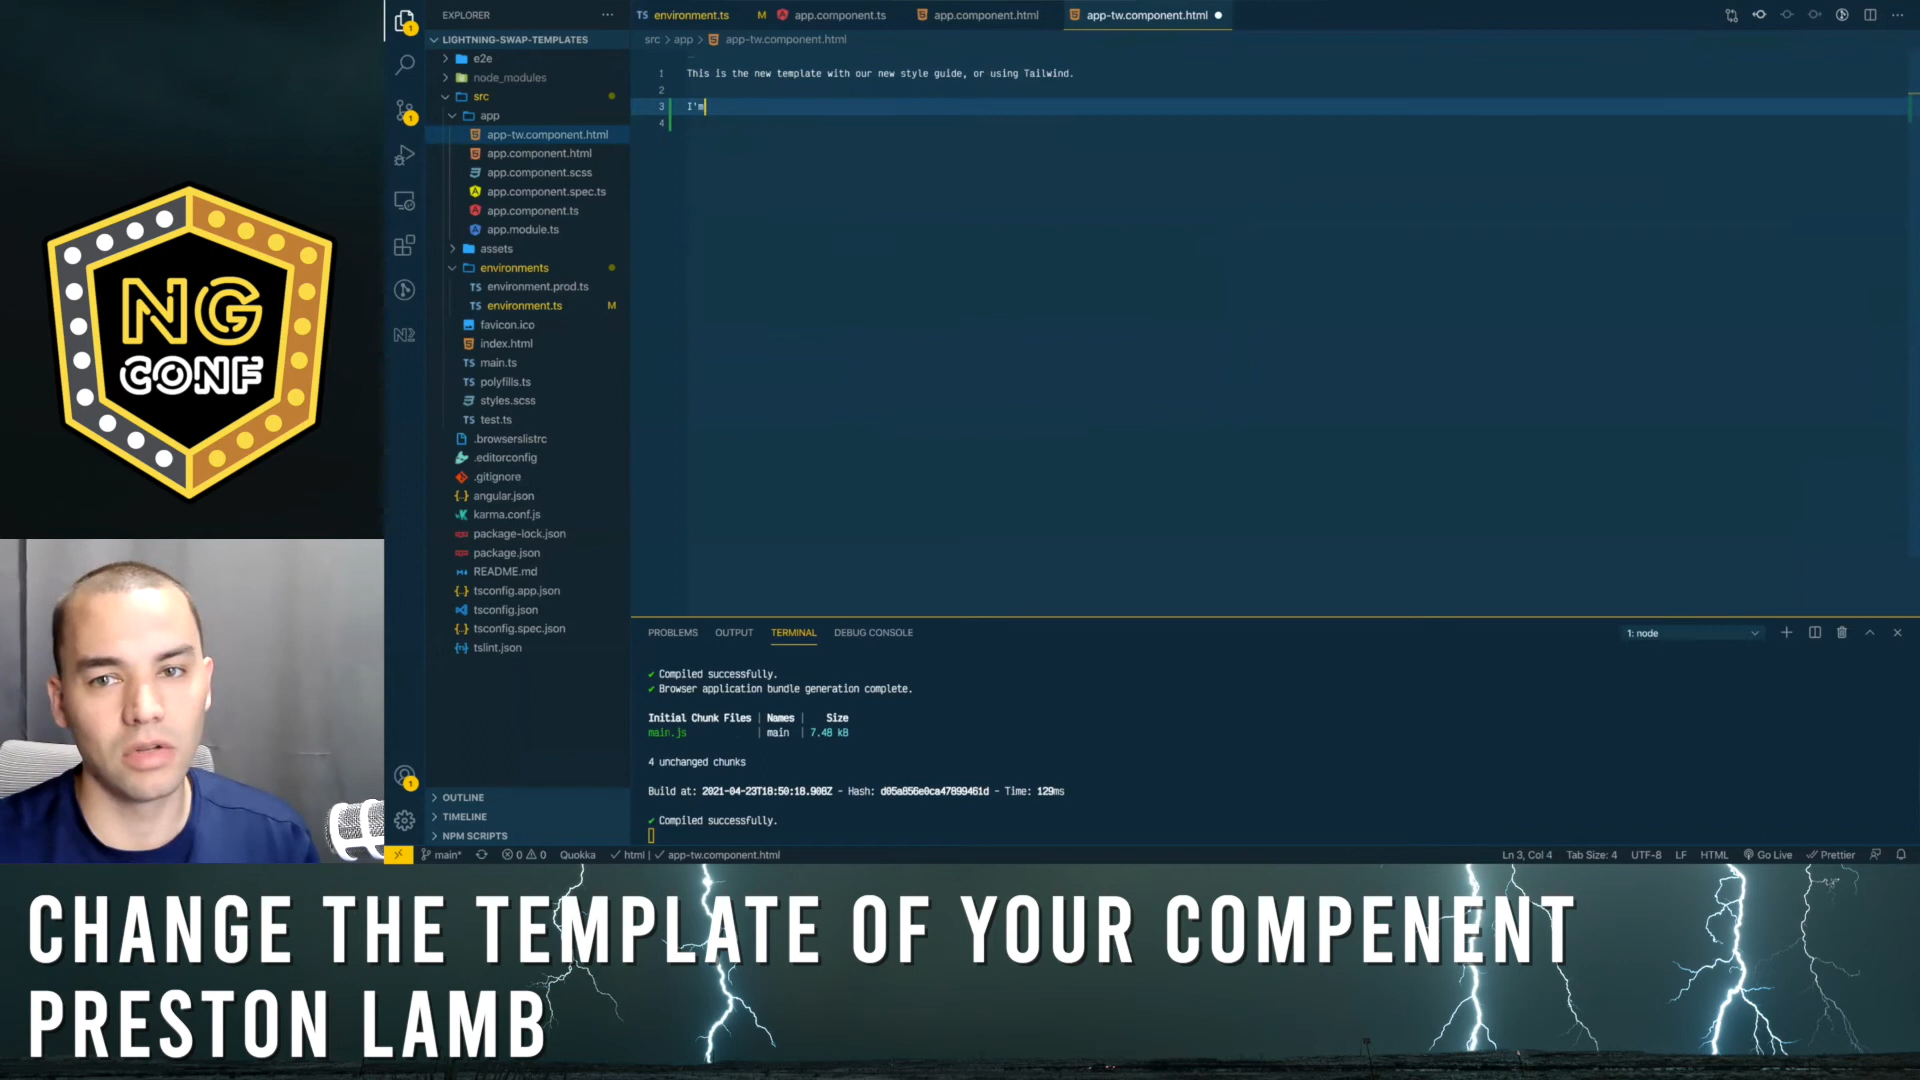 NG
CONF
EXPLORER
LIGHTNING-SWAP-TEMPLATES
e2e
node_modules
src
app
app-tw.component.html
app.component.html
app.component.scss
app.component.spec.ts
app.component.ts
app.module.ts
assets
environments
environment.prod.ts
TS environment.ts M
favicon.ico
index.html
TS main.ts
TS polyfills.ts
styles.scss
TS test.ts
.browserslistrc
.editorconfig
.gitignore
angular.json
karma.conf.js
package-lock.json
package.json
README.md
tsconfig.app.json
tsconfig.json
tsconfig.spec.json
tslint.json
OUTLINE
TIMELINE
NPM SCRIPTS
TS environment.ts M app.component.ts app.component.html app-tw.component.html
src > app > app-tw.component.html
1 This is the new template with our new style guide, or using Tailwind.
2
3 I'm
4
PROBLEMS OUTPUT TERMINAL DEBUG CONSOLE 1: node
✔ Compiled successfully.
✔ Browser application bundle generation complete.
Initial Chunk Files | Names | Size
main.js | main | 7.48 kB
4 unchanged chunks
Build at: 2021-04-23T18:50:18.908Z - Hash: d05a856e0ca47899461d - Time: 129ms
✔ Compiled successfully.
main* 0 0 Quokka ✓ html | ✓ app-tw.component.html Ln 3, Col 4 Tab Size: 4 UTF-8 LF HTML Go Live Prettier
CHANGE THE TEMPLATE OF YOUR COMPENENT
PRESTON LAMB